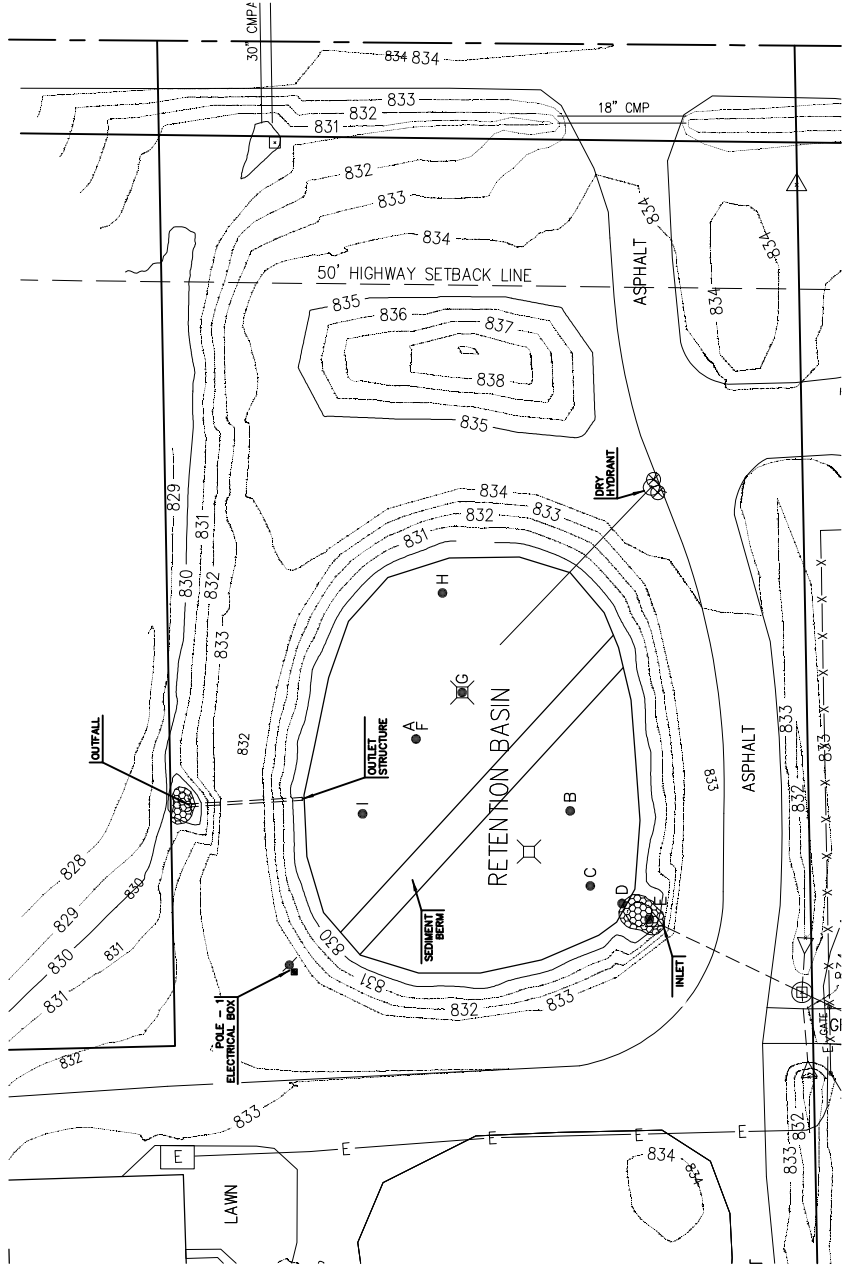 30" CMPA
834 834
833
832
831
18" CMP
832
833
834
834
834
834
ASPHALT
50' HIGHWAY SETBACK LINE
835
836
837
838
835
DRY
HYDRANT
829
831
830
832
833
834
833
832
831
H
G
A
F
832
OUTFALL
OUTLET
STRUCTURE
I
B
RETENTION BASIN
ASPHALT
833
833
832
833
828
829
830
830
831
831
832
C
D
E
SEDIMENT
BERM
INLET
830
831
832
833
POLE - 1
ELECTRICAL BOX
GATE
E
833
E
E
E
E
E
LAWN
834
834
833
832
X X X X X X X X X X X